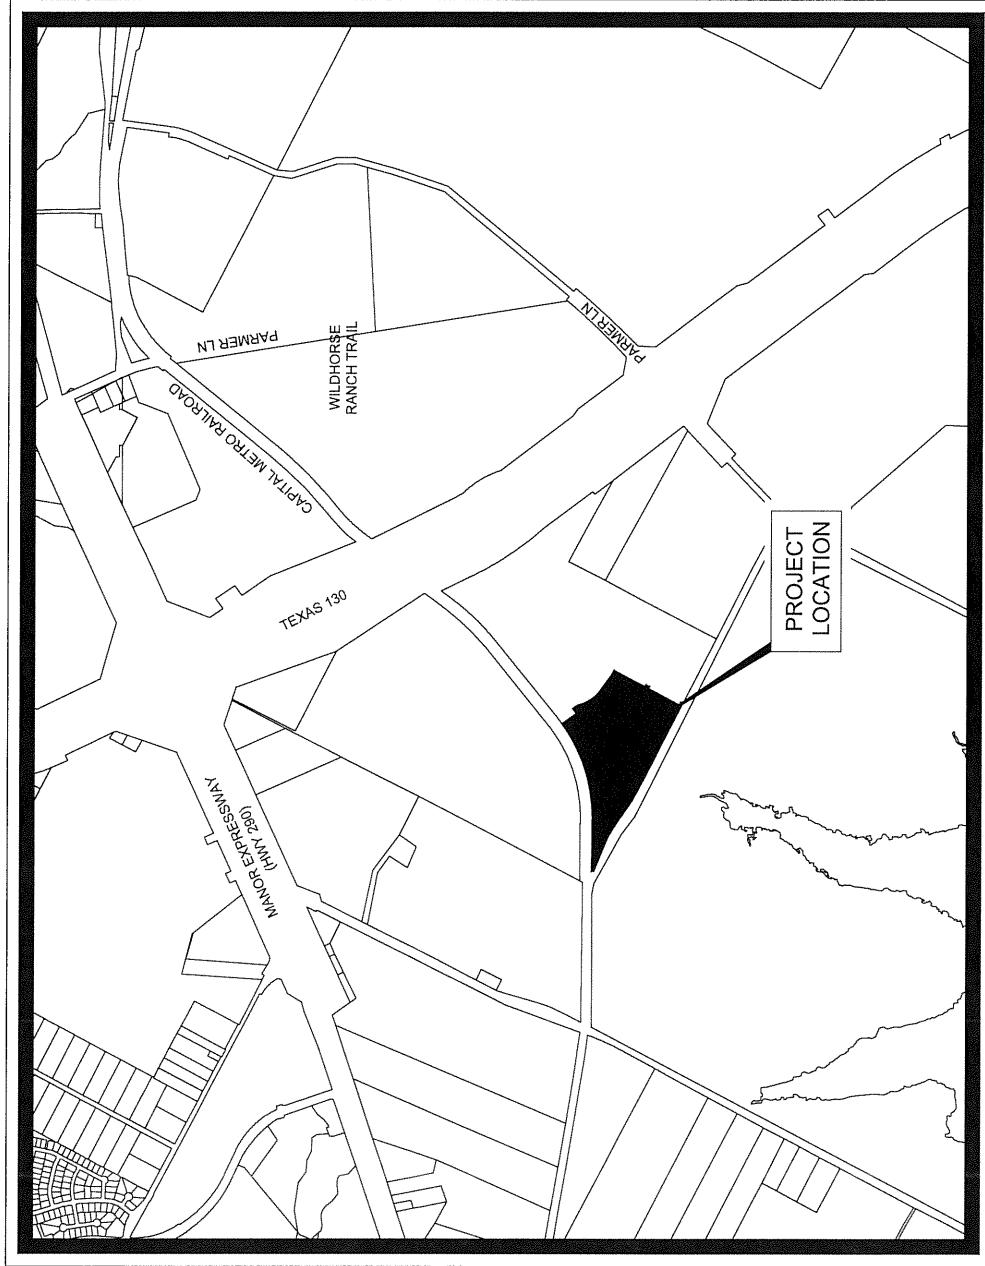 PARMER LN
WILDHORSE
RANCH TRAIL
PARMER LN
CAPITAL METRO RAILROAD
TEXAS 130
PROJECT
LOCATION
MANOR EXPRESSWAY
(HWY 290)